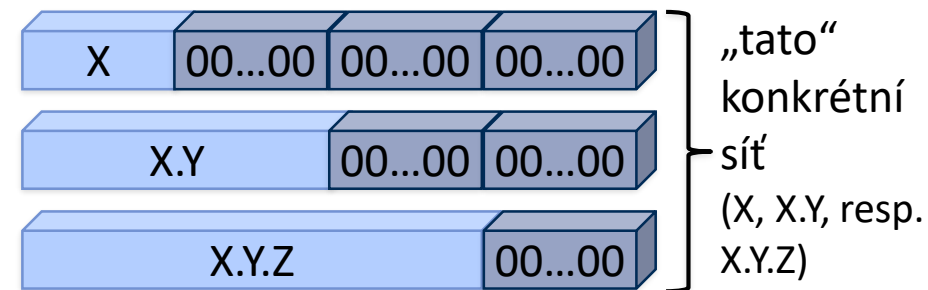 X 00...00 00...00 00...00
X.Y 00...00 00...00
X.Y.Z 00...00
„tato“
konkrétní
síť
(X, X.Y, resp.
X.Y.Z)